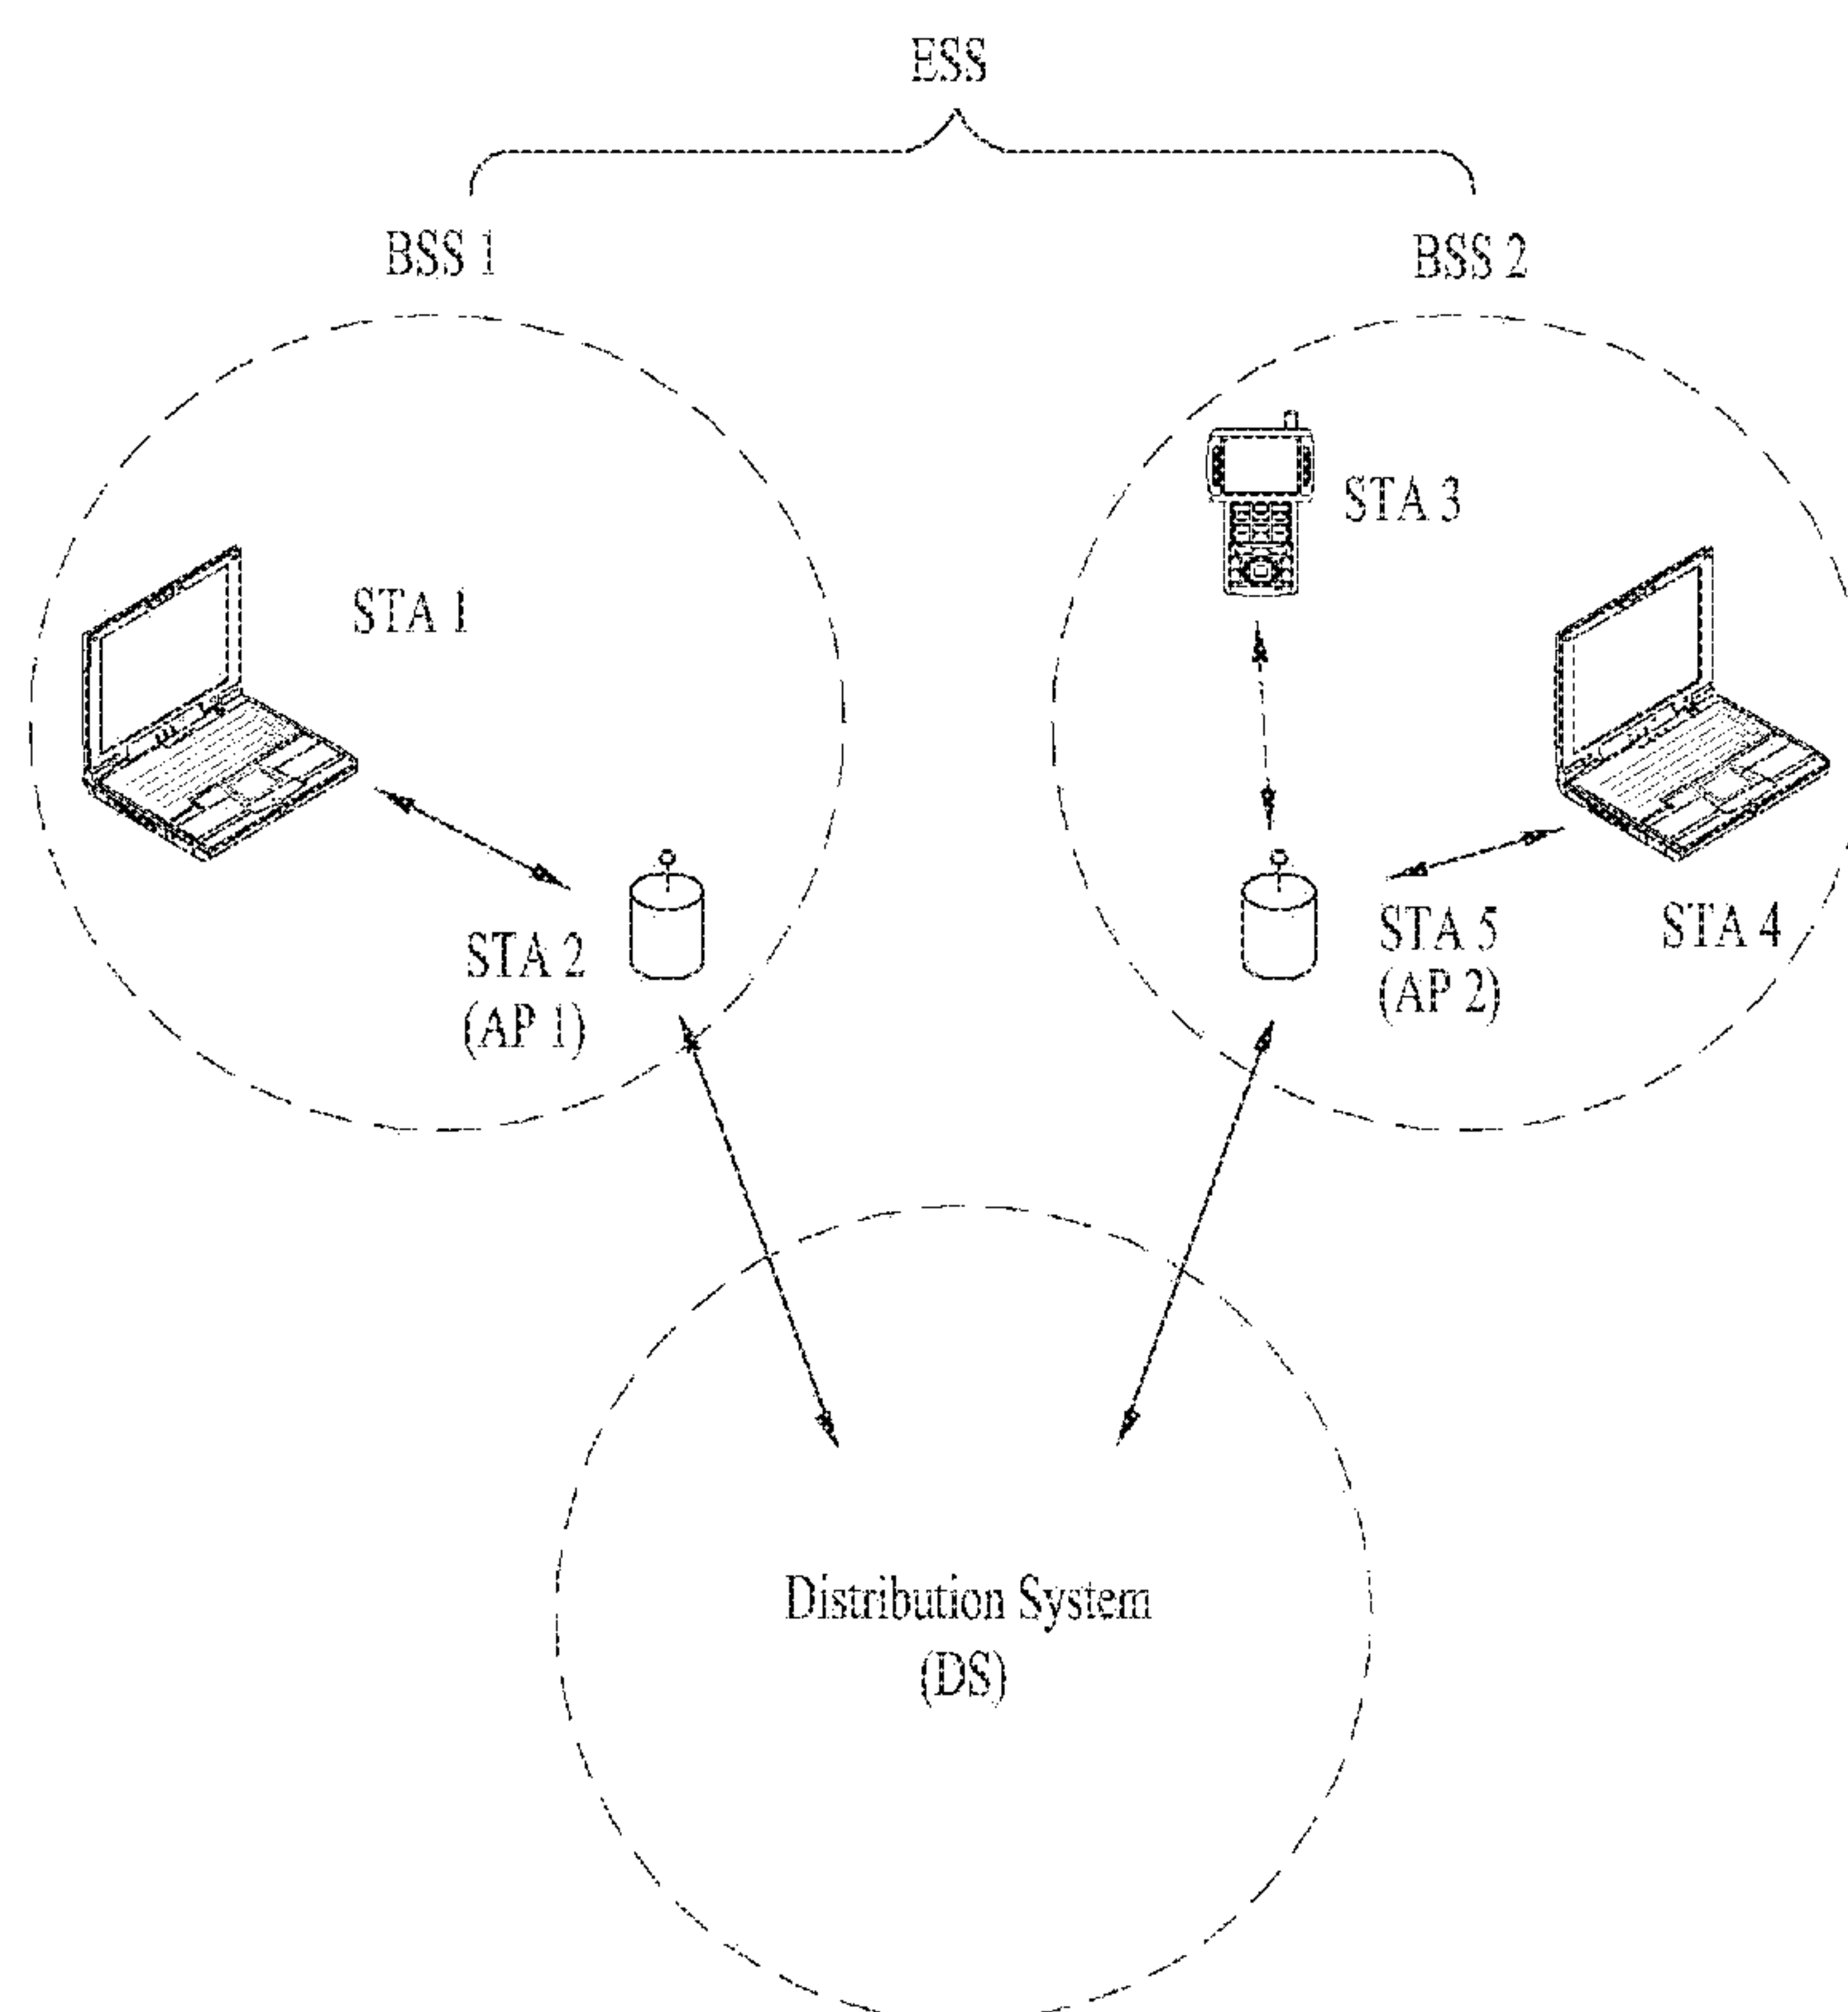 ESS
BSS 1
BSS 2
STA 3
STA 1
STA 2
(AP 1)
STA 5
(AP 2)
STA 4
Distribution System
(DS)